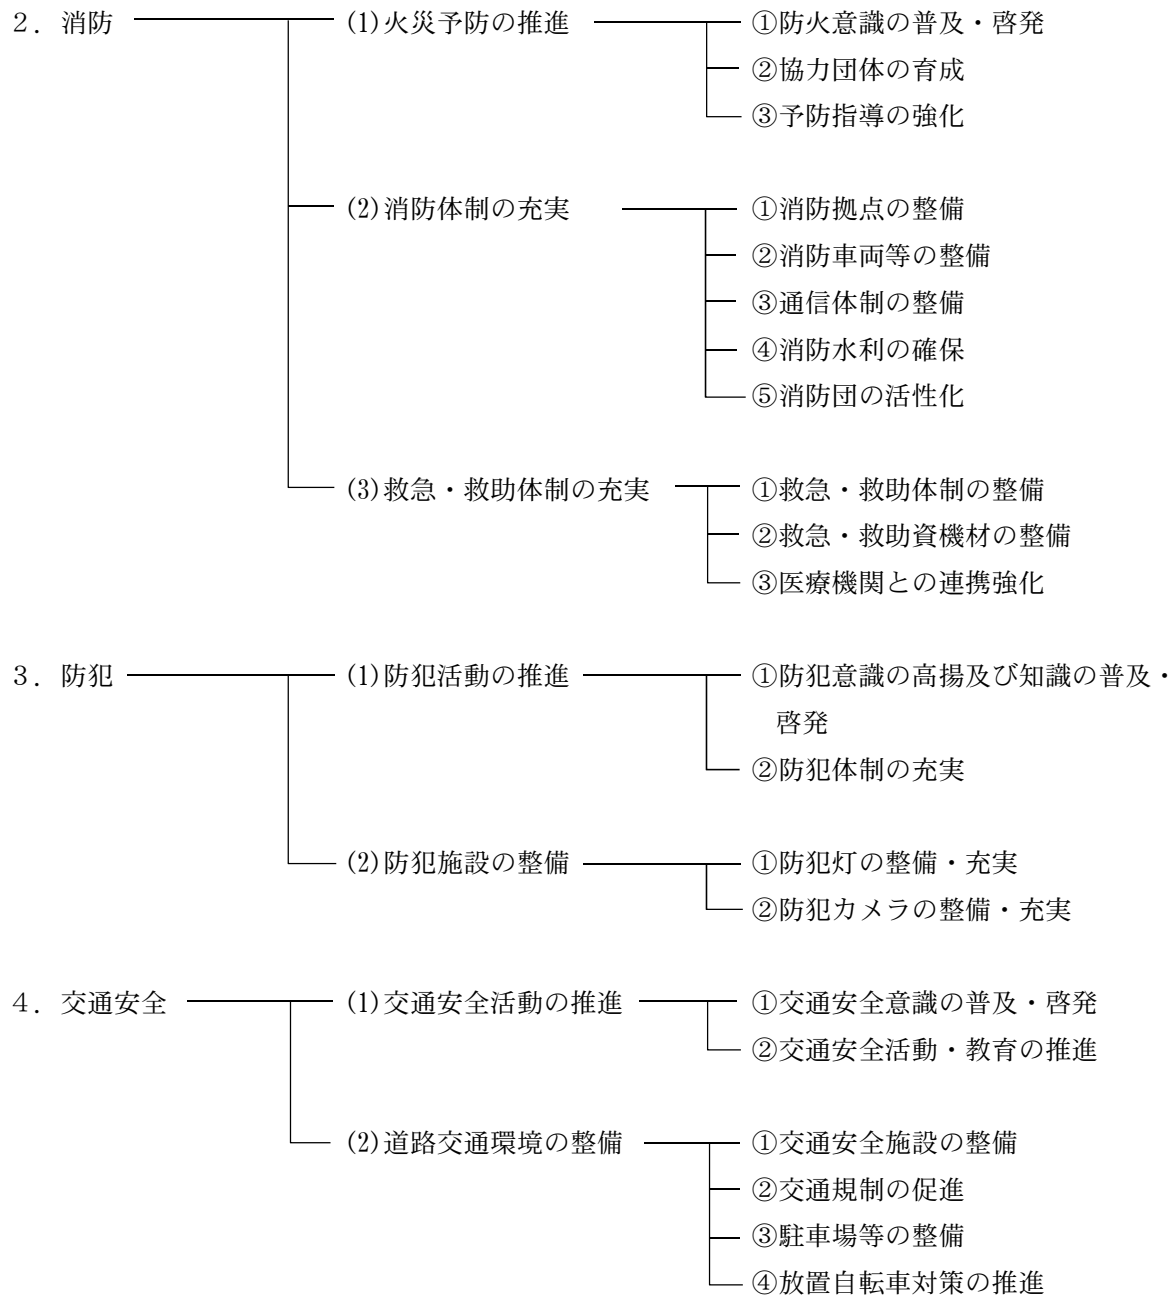 ２．消防 (1)火災予防の推進 ①防火意識の普及・啓発
②協力団体の育成
③予防指導の強化
(2)消防体制の充実 ①消防拠点の整備
②消防車両等の整備
③通信体制の整備
④消防水利の確保
⑤消防団の活性化
(3)救急・救助体制の充実 ①救急・救助体制の整備
②救急・救助資機材の整備
③医療機関との連携強化
３．防犯 (1)防犯活動の推進 ①防犯意識の高揚及び知識の普及・
啓発
②防犯体制の充実
(2)防犯施設の整備 ①防犯灯の整備・充実
②防犯カメラの整備・充実
４．交通安全 (1)交通安全活動の推進 ①交通安全意識の普及・啓発
②交通安全活動・教育の推進
(2)道路交通環境の整備 ①交通安全施設の整備
②交通規制の促進
③駐車場等の整備
④放置自転車対策の推進